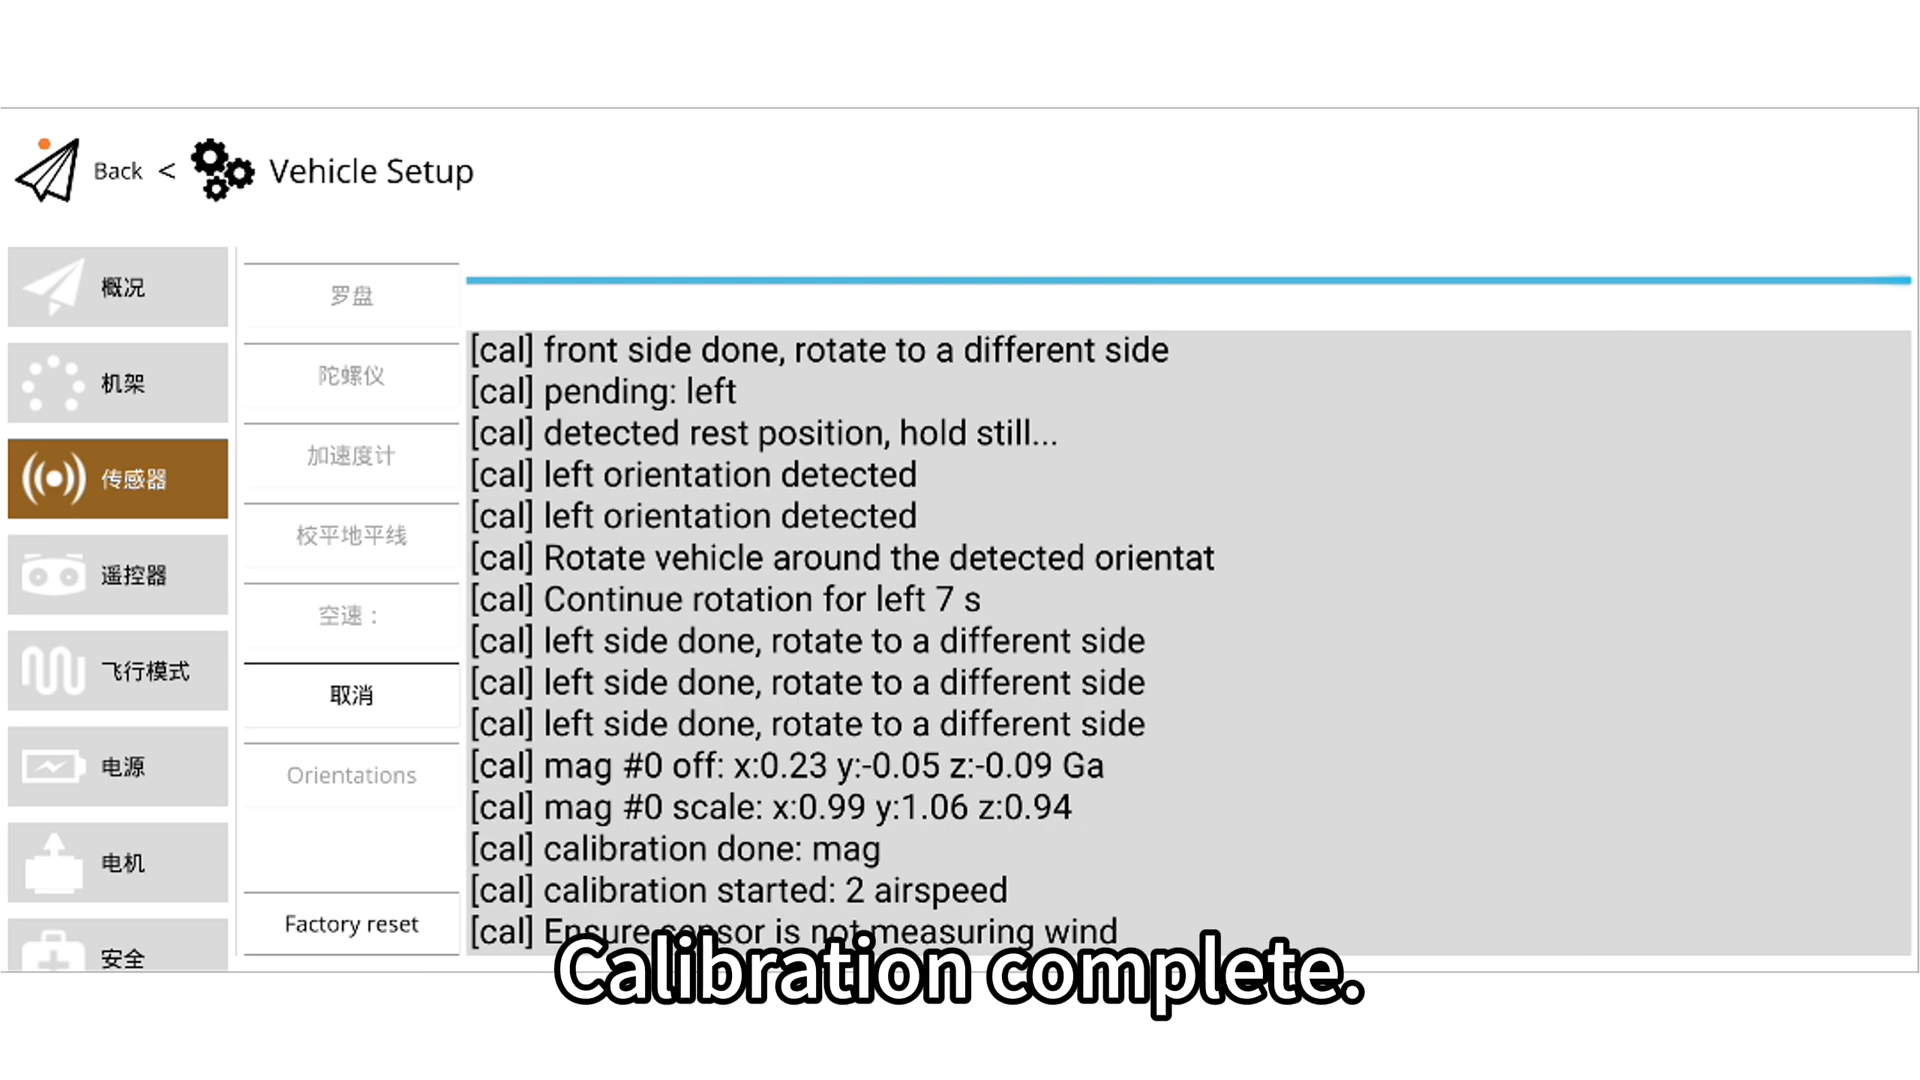 Back < Vehicle Setup
概况
机架
传感器
遥控器
飞行模式
电源
电机
安全
罗盘
陀螺仪
加速度计
校平地平线
空速：
取消
Orientations
Factory reset
[cal] front side done, rotate to a different side
[cal] pending: left
[cal] detected rest position, hold still...
[cal] left orientation detected
[cal] left orientation detected
[cal] Rotate vehicle around the detected orientat
[cal] Continue rotation for left 7 s
[cal] left side done, rotate to a different side
[cal] left side done, rotate to a different side
[cal] left side done, rotate to a different side
[cal] mag #0 off: x:0.23 y:-0.05 z:-0.09 Ga
[cal] mag #0 scale: x:0.99 y:1.06 z:0.94
[cal] calibration done: mag
[cal] calibration started: 2 airspeed
[cal] Ensure sensor is not measuring wind
Calibration complete.